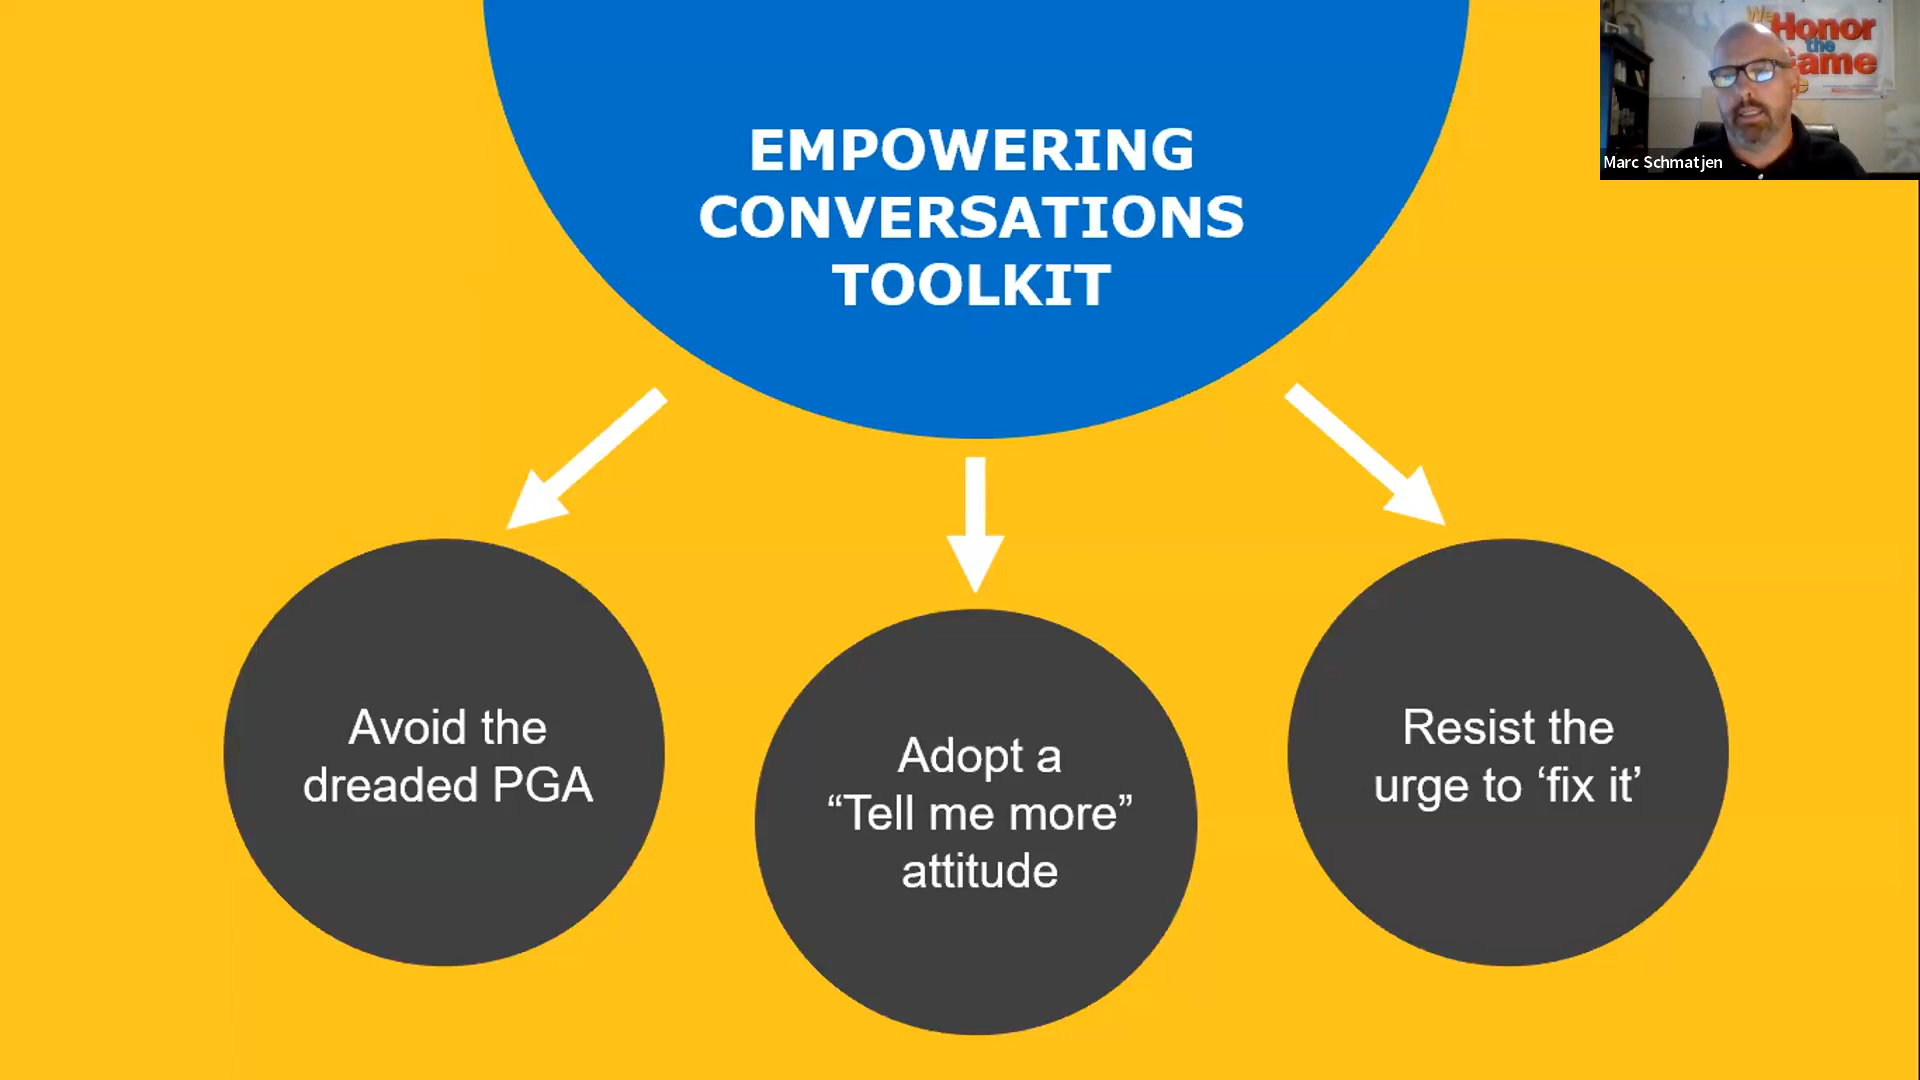 EMPOWERING
CONVERSATIONS
TOOLKIT
Avoid the
dreaded PGA
Adopt a
“Tell me more”
attitude
Resist the
urge to ‘fix it’
We
Honor
the
Game
Marc Schmatjen